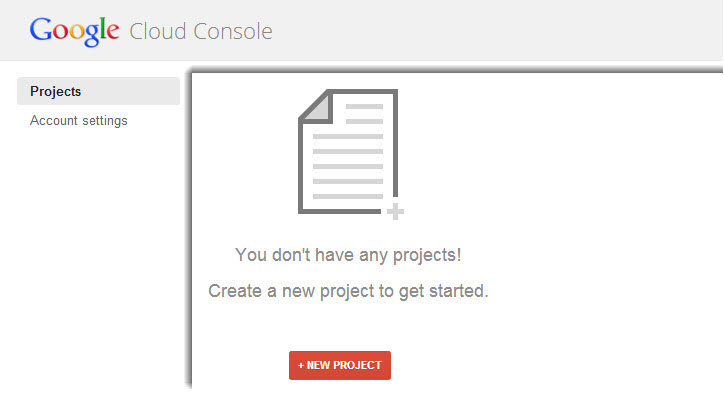 Google Cloud Console
Projects
Account settings
You don't have any projects!
Create a new project to get started.
+ NEW PROJECT